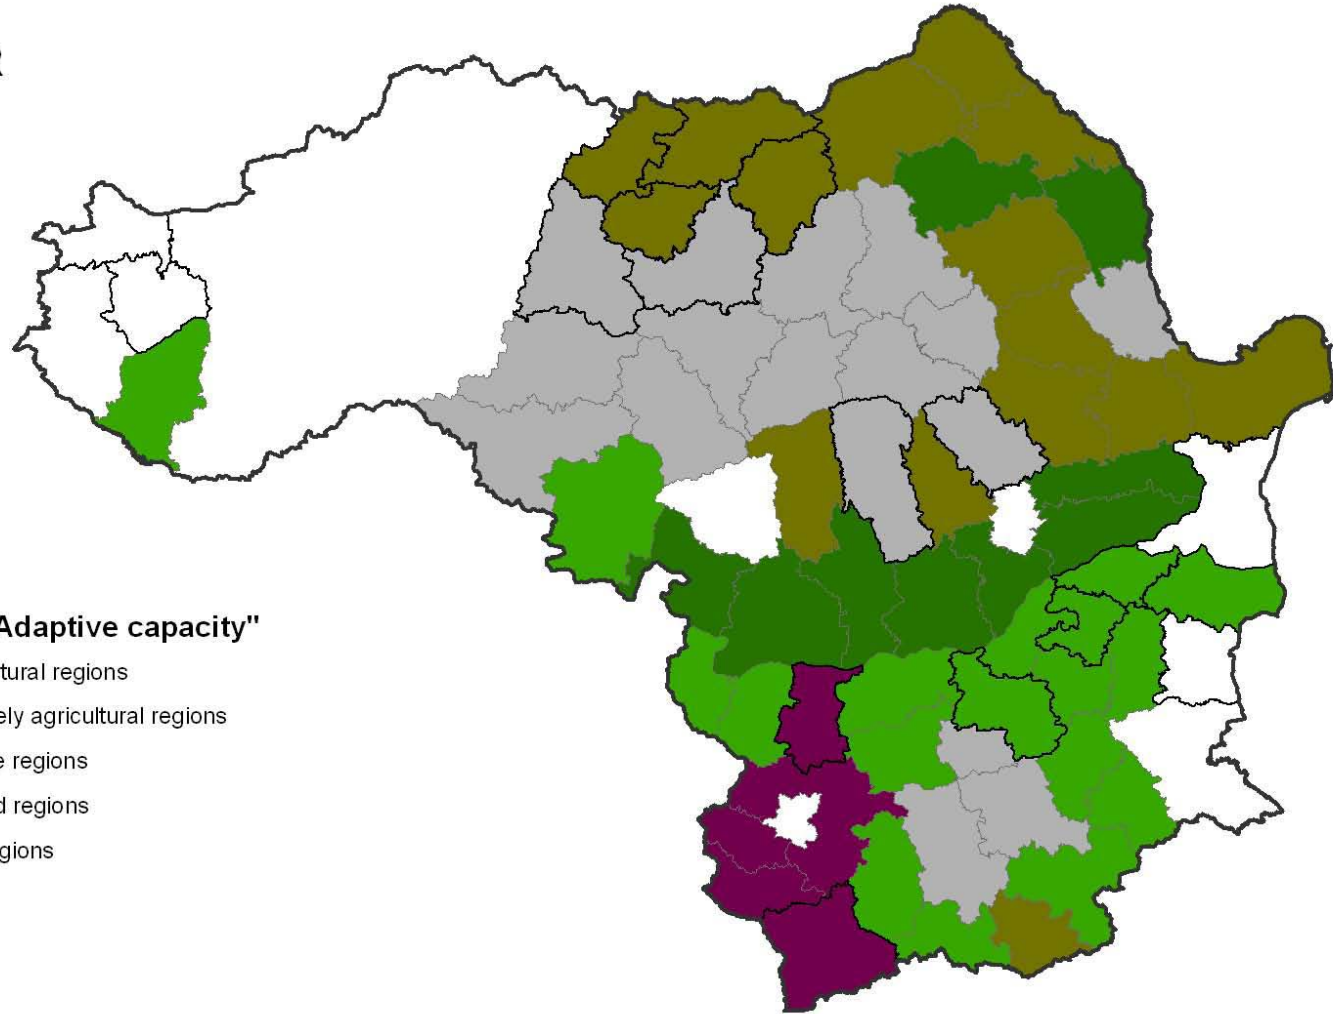 Adaptive capacity"
tural regions
ely agricultural regions
e regions
d regions
gions